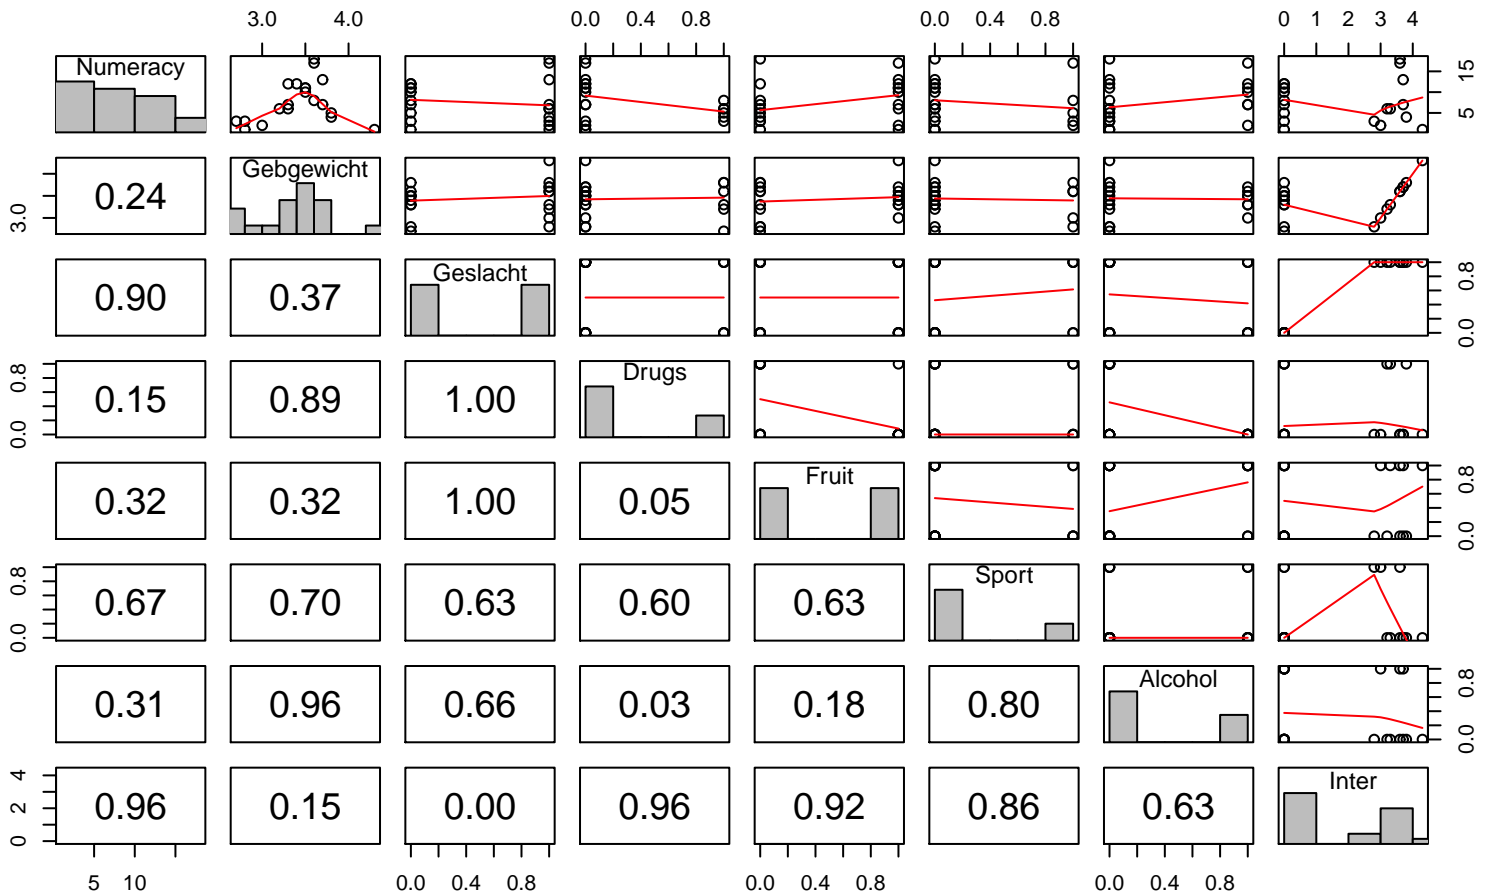 3.0 4.0 0.0 0.4 0.8 0.0 0.4 0.8 0 1 2 3 4
Numeracy
5 15
3.0
0.24
Gebgewicht
0.90 0.37
Geslacht
0.0 0.8
0.0 0.8
0.15 0.89 1.00
Drugs
0.32 0.32 1.00 0.05
Fruit
0.0 0.8
0.0 0.8
0.67 0.70 0.63 0.60 0.63
Sport
0.31 0.96 0.66 0.03 0.18 0.80
Alcohol
0.0 0.8
0 2 4
0.96 0.15 0.00 0.96 0.92 0.86 0.63
Inter
5 10 0.0 0.4 0.8 0.0 0.4 0.8 0.0 0.4 0.8